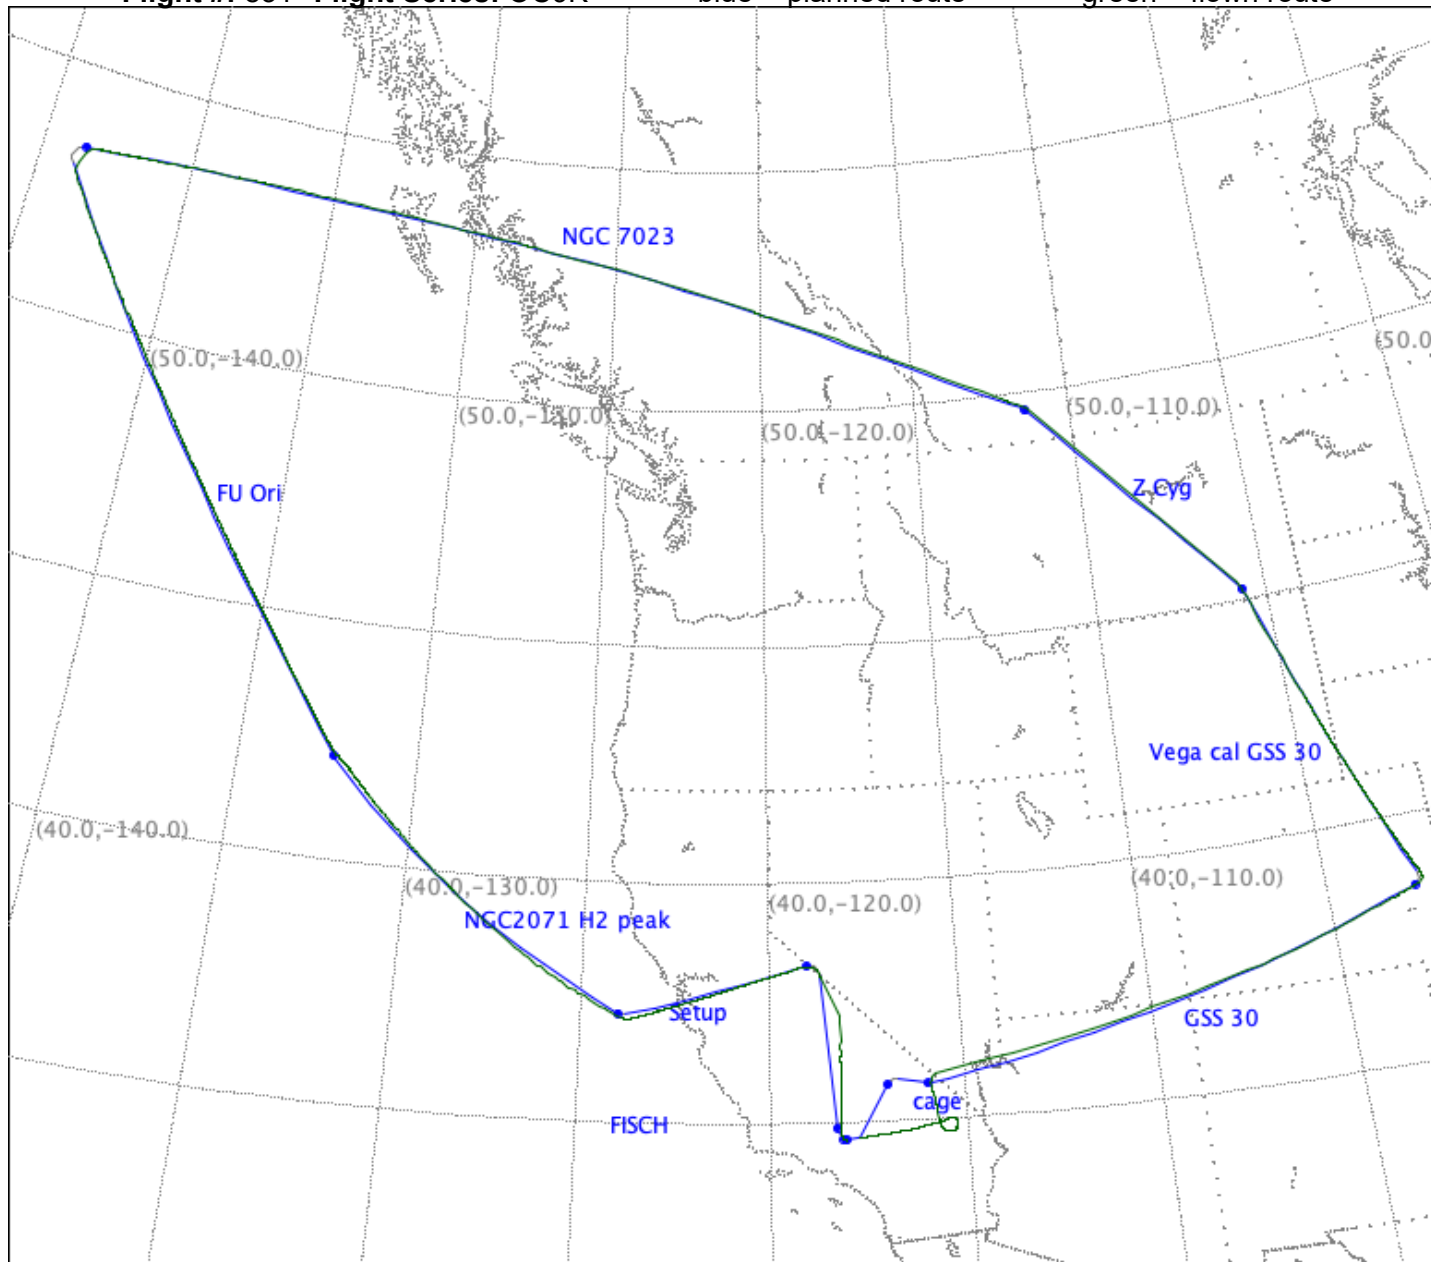 NGC 7023
(50.0
(50.0,-140.0)
(50.0,-110.0)
(50.0,-120.0)
Z Cyg
FU Ori
Vega cal GSS 30
(40.0,-140.0)
(40.0,-110.0)
(40.0,-130.0)
(40.0,-120.0)
NGC2071 H2 peak
Setup
GSS 30
cage
FISCH